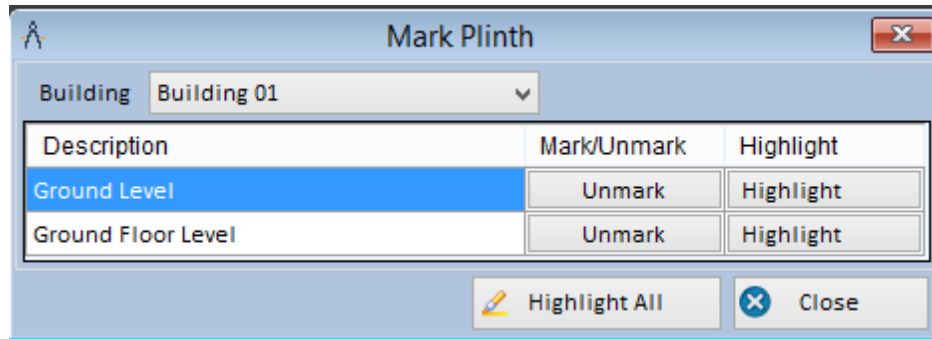 Mark Plinth
Building Building 01
Description Mark/Unmark Highlight
Ground Level Unmark Highlight
Ground Floor Level Unmark Highlight
Highlight All Close